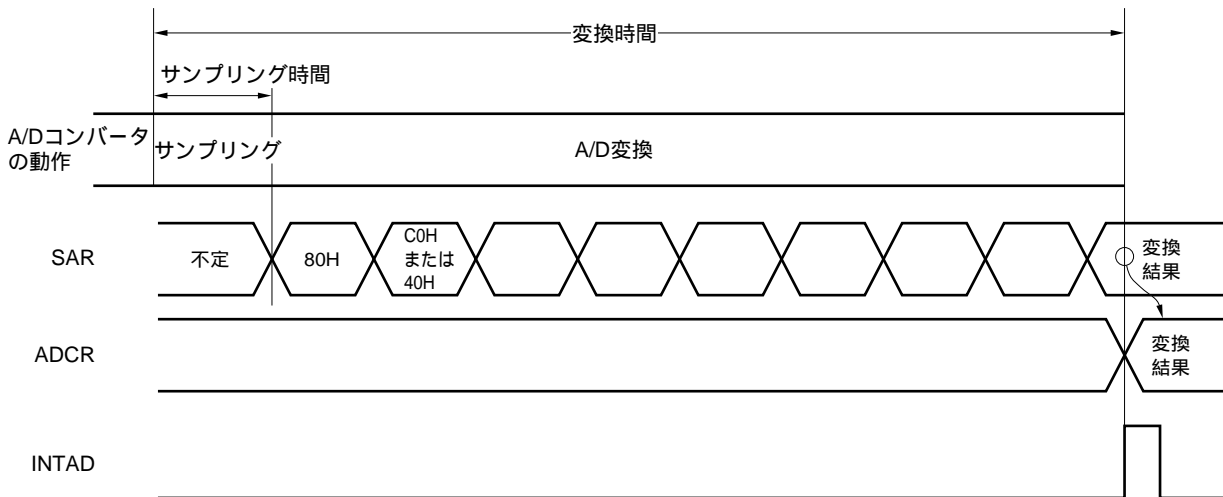 変換時間
サンプリング時間
A/Dコンバータ
の動作
サンプリング
A/D変換
SAR
不定
80H
C0H
または
40H
変換
結果
ADCR
変換
結果
INTAD